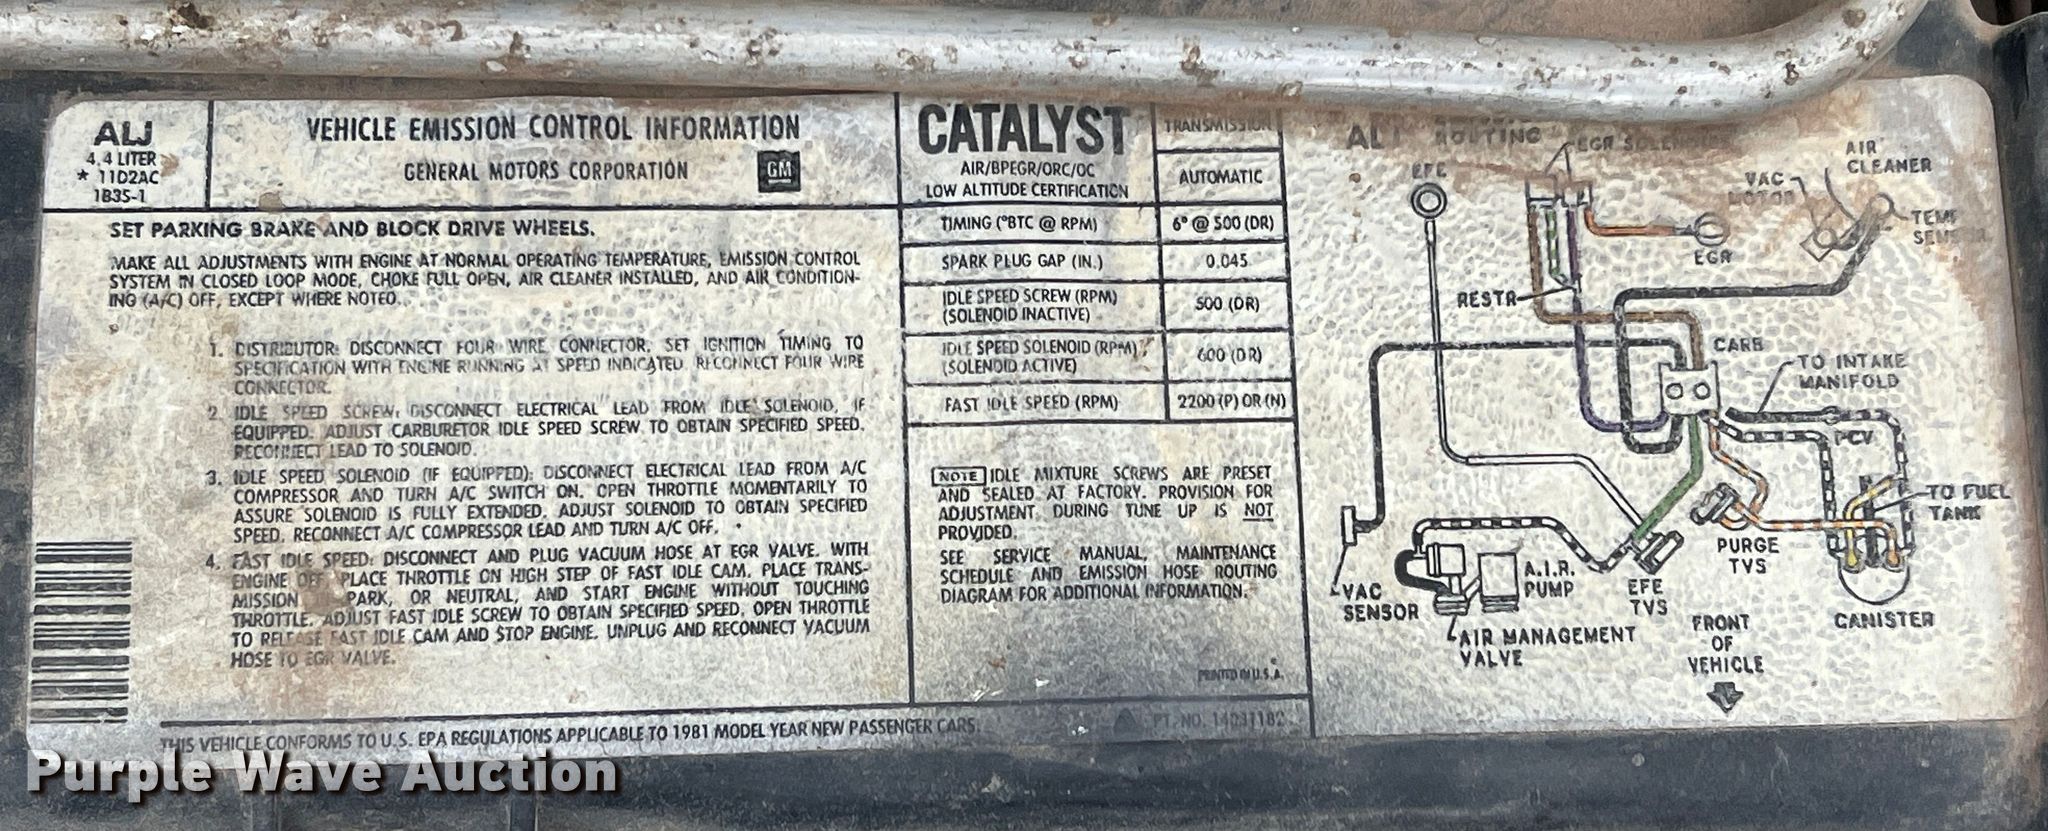 ALJ
4.4 LITER
* 11D2AC
1B3S-1
VEHICLE EMISSION CONTROL INFORMATION
GENERAL MOTORS CORPORATION
GM
SET PARKING BRAKE AND BLOCK DRIVE WHEELS.
MAKE ALL ADJUSTMENTS WITH ENGINE AT NORMAL OPERATING TEMPERATURE, EMISSION CONTROL
SYSTEM IN CLOSED LOOP MODE, CHOKE FULL OPEN, AIR CLEANER INSTALLED, AND AIR CONDITION-
ING (A/C) OFF, EXCEPT WHERE NOTED.
1. DISTRIBUTOR: DISCONNECT FOUR WIRE CONNECTOR. SET IGNITION TIMING TO
SPECIFICATION WITH ENGINE RUNNING AT SPEED INDICATED. RECONNECT FOUR WIRE
CONNECTOR.
2. IDLE SPEED SCREW: DISCONNECT ELECTRICAL LEAD FROM IDLE SOLENOID, IF
EQUIPPED. ADJUST CARBURETOR IDLE SPEED SCREW TO OBTAIN SPECIFIED SPEED.
RECONNECT LEAD TO SOLENOID.
3. IDLE SPEED SOLENOID (IF EQUIPPED): DISCONNECT ELECTRICAL LEAD FROM A/C
COMPRESSOR AND TURN A/C SWITCH ON. OPEN THROTTLE MOMENTARILY TO
ASSURE SOLENOID IS FULLY EXTENDED. ADJUST SOLENOID TO OBTAIN SPECIFIED
SPEED. RECONNECT A/C COMPRESSOR LEAD AND TURN A/C OFF.
4. FAST IDLE SPEED: DISCONNECT AND PLUG VACUUM HOSE AT EGR VALVE. WITH
ENGINE OFF PLACE THROTTLE ON HIGH STEP OF FAST IDLE CAM. PLACE TRANS-
MISSION PARK, OR NEUTRAL, AND START ENGINE WITHOUT TOUCHING
THROTTLE. ADJUST FAST IDLE SCREW TO OBTAIN SPECIFIED SPEED. OPEN THROTTLE
TO RELEASE FAST IDLE CAM AND STOP ENGINE. UNPLUG AND RECONNECT VACUUM
HOSE TO EGR VALVE.
CATALYST
AIR/BPEGR/ORC/OC
LOW ALTITUDE CERTIFICATION
TRANSMISSION
AUTOMATIC
TIMING (°BTC @ RPM) 6° @ 500 (DR)
SPARK PLUG GAP (IN.) 0.045
IDLE SPEED SCREW (RPM)
(SOLENOID INACTIVE) 500 (DR)
IDLE SPEED SOLENOID (RPM)
(SOLENOID ACTIVE) 600 (DR)
FAST IDLE SPEED (RPM) 2200 (P) OR (N)
NOTE IDLE MIXTURE SCREWS ARE PRESET
AND SEALED AT FACTORY. PROVISION FOR
ADJUSTMENT DURING TUNE UP IS NOT
PROVIDED.
SEE SERVICE MANUAL, MAINTENANCE
SCHEDULE AND EMISSION HOSE ROUTING
DIAGRAM FOR ADDITIONAL INFORMATION.
PRINTED IN U.S.A.
THIS VEHICLE CONFORMS TO U.S. EPA REGULATIONS APPLICABLE TO 1981 MODEL YEAR NEW PASSENGER CARS.
PT. NO. 14031182
ROUTING
EGR SOLENOID
EFE
AIR
CLEANER
VAC
MOTOR
TEMP
SENSOR
EGR
RESTR
CARB
TO INTAKE
MANIFOLD
PCV
TO FUEL
TANK
PURGE
TVS
A.I.R.
PUMP
EFE
TVS
VAC
SENSOR
AIR MANAGEMENT
VALVE
FRONT
OF
VEHICLE
CANISTER
Purple Wave Auction